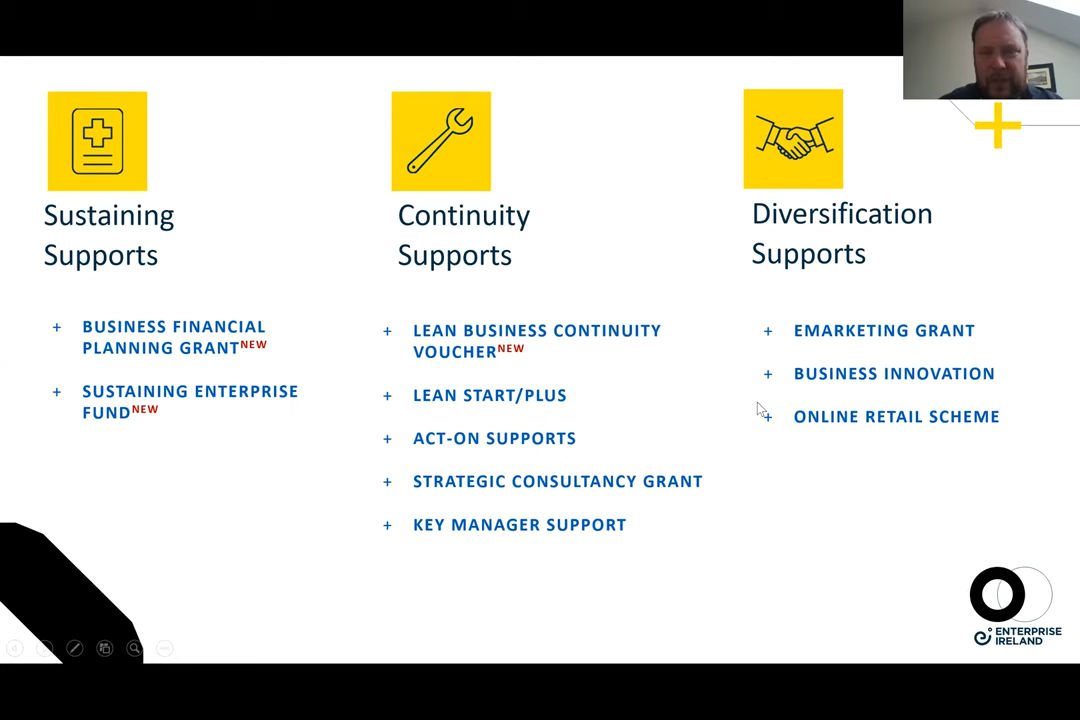 Sustaining
Supports
+ BUSINESS FINANCIAL
PLANNING GRANTNEW
+ SUSTAINING ENTERPRISE
FUNDNEW
Continuity
Supports
+ LEAN BUSINESS CONTINUITY
VOUCHERNEW
+ LEAN START/PLUS
+ ACT-ON SUPPORTS
+ STRATEGIC CONSULTANCY GRANT
+ KEY MANAGER SUPPORT
Diversification
Supports
+ EMARKETING GRANT
+ BUSINESS INNOVATION
+ ONLINE RETAIL SCHEME
ENTERPRISE
IRELAND